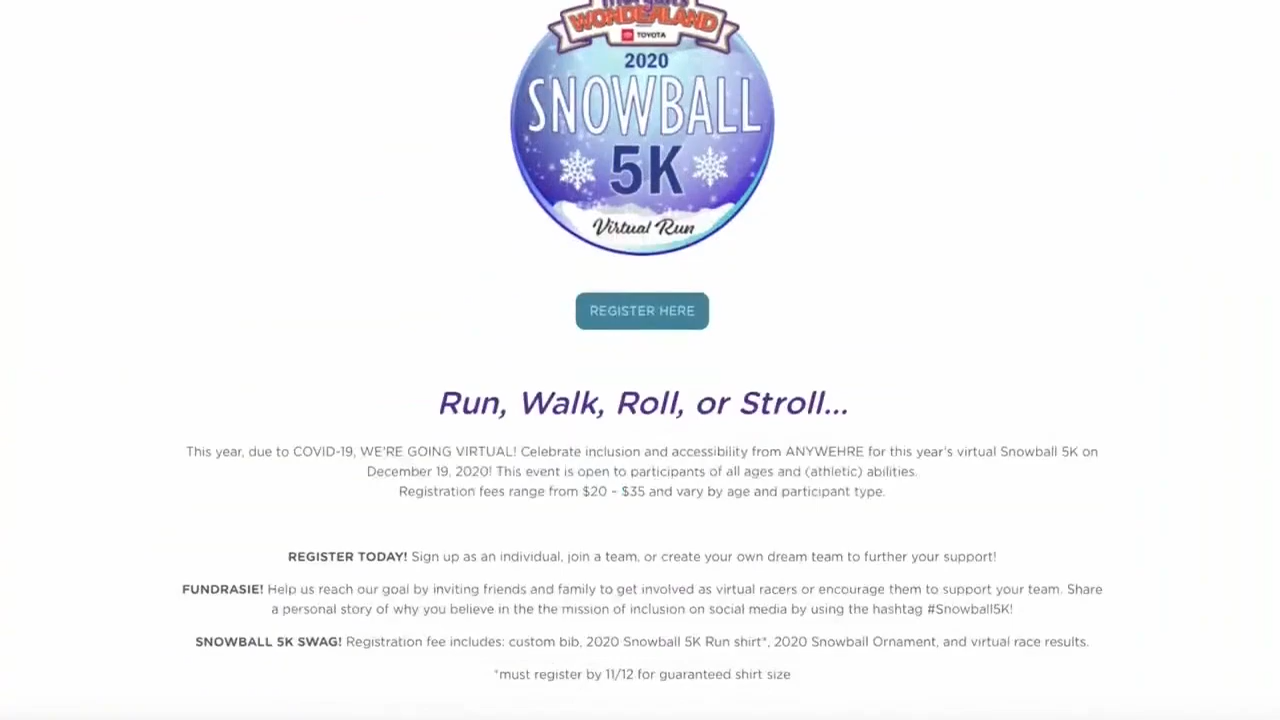 WONDERLAND
TOYOTA
2020
SNOWBALL
5K
Virtual Run
REGISTER HERE
Run, Walk, Roll, or Stroll...
This year, due to COVID-19, WE'RE GOING VIRTUAL! Celebrate inclusion and accessibility from ANYWEHRE for this year's virtual Snowball 5K on
December 19, 2020! This event is open to participants of all ages and (athletic) abilities.
Registration fees range from $20 - $35 and vary by age and participant type.
REGISTER TODAY! Sign up as an individual, join a team, or create your own dream team to further your support!
FUNDRASIE! Help us reach our goal by inviting friends and family to get involved as virtual racers or encourage them to support your team. Share
a personal story of why you believe in the the mission of inclusion on social media by using the hashtag #Snowball5K!
SNOWBALL 5K SWAG! Registration fee includes: custom bib, 2020 Snowball 5K Run shirt*, 2020 Snowball Ornament, and virtual race results.
*must register by 11/12 for guaranteed shirt size